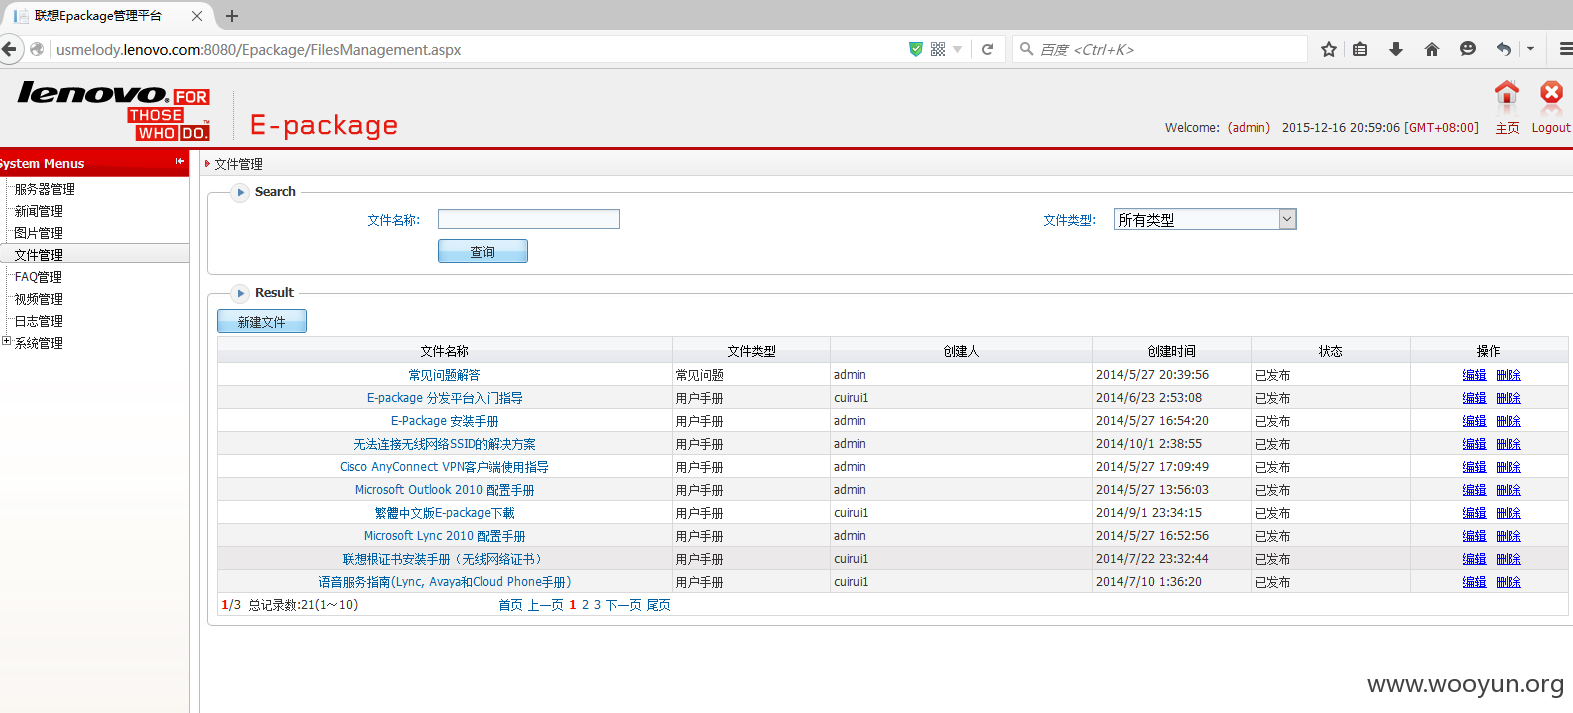 联想Epackage管理平台
usmelody.lenovo.com:8080/Epackage/FilesManagement.aspx
百度 <Ctrl+K>
lenovo FOR THOSE WHO DO.™
E-package
Welcome: (admin) 2015-12-16 20:59:06 [GMT+08:00] 主页 Logout
System Menus
服务器管理
新闻管理
图片管理
文件管理
FAQ管理
视频管理
日志管理
系统管理
文件管理
Search
文件名称: 文件类型: 所有类型
查询
Result
新建文件
文件名称 文件类型 创建人 创建时间 状态 操作
常见问题解答 常见问题 admin 2014/5/27 20:39:56 已发布 编辑 删除
E-package 分发平台入门指导 用户手册 cuirui1 2014/6/23 2:53:08 已发布 编辑 删除
E-Package 安装手册 用户手册 admin 2014/5/27 16:54:20 已发布 编辑 删除
无法连接无线网络SSID的解决方案 用户手册 admin 2014/10/1 2:38:55 已发布 编辑 删除
Cisco AnyConnect VPN客户端使用指导 用户手册 admin 2014/5/27 17:09:49 已发布 编辑 删除
Microsoft Outlook 2010 配置手册 用户手册 admin 2014/5/27 13:56:03 已发布 编辑 删除
繁體中文版E-package下載 用户手册 cuirui1 2014/9/1 23:34:15 已发布 编辑 删除
Microsoft Lync 2010 配置手册 用户手册 admin 2014/5/27 16:52:56 已发布 编辑 删除
联想根证书安装手册（无线网络证书） 用户手册 cuirui1 2014/7/22 23:32:44 已发布 编辑 删除
语音服务指南(Lync, Avaya和Cloud Phone手册) 用户手册 cuirui1 2014/7/10 1:36:20 已发布 编辑 删除
1/3 总记录数:21(1～10) 首页 上一页 1 2 3 下一页 尾页
www.wooyun.org